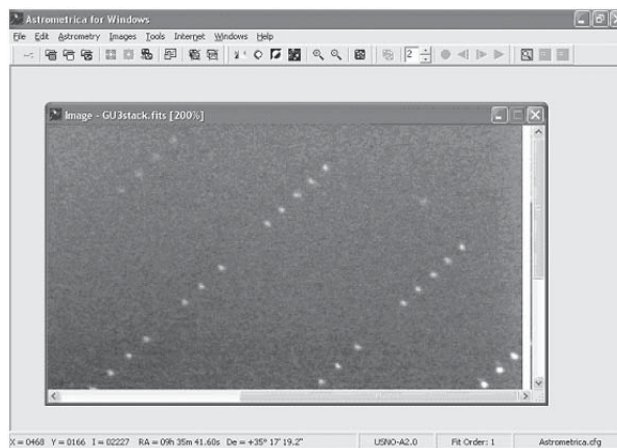 Astrometrica for Windows
File Edit Astrometry Images Tools Internet Windows Help
2
Image - GU3stack.fits [200%]
X = 0468 Y = 0166 I = 02227 RA = 09h 35m 41.60s De = +35° 17' 19.2" USNO-A2.0 Fit Order: 1 Astrometrica.cfg